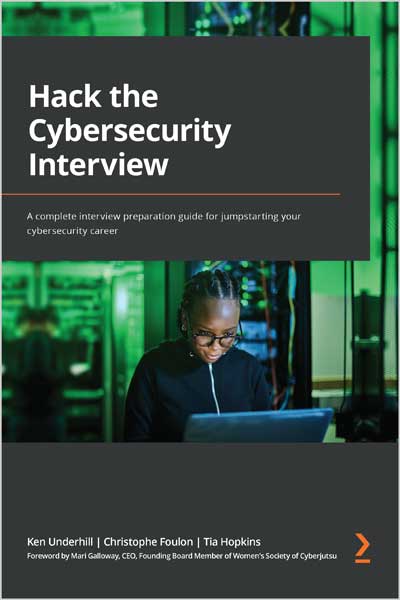 Hack the
Cybersecurity
Interview
A complete interview preparation guide for jumpstarting your
cybersecurity career
Ken Underhill | Christophe Foulon | Tia Hopkins
Foreword by Mari Galloway, CEO, Founding Board Member of Women's Society of Cyberjutsu